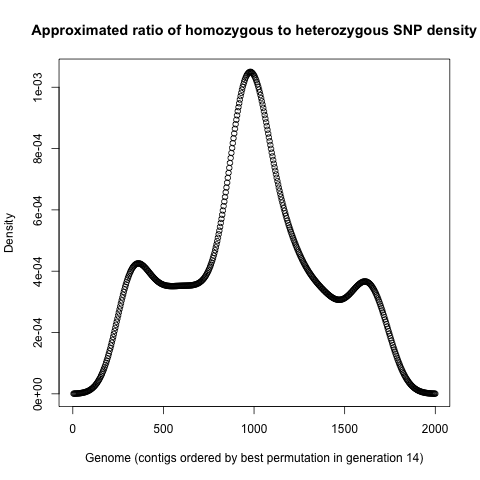 Approximated ratio of homozygous to heterozygous SNP density
Density
1e-03
8e-04
6e-04
4e-04
2e-04
0e+00
0 500 1000 1500 2000
Genome (contigs ordered by best permutation in generation 14)